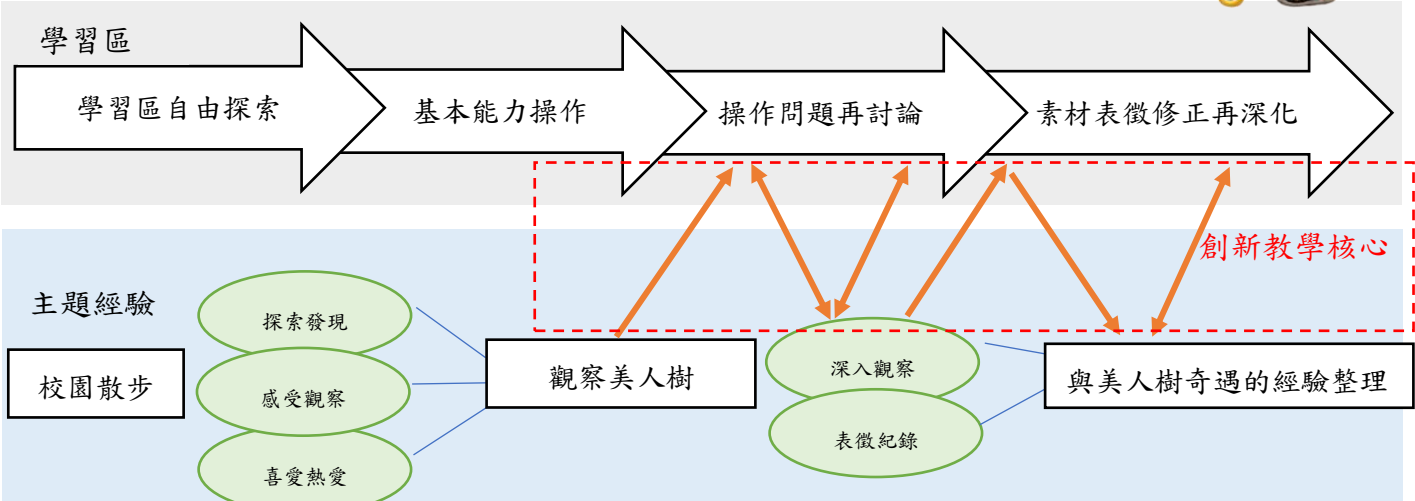 學習區
學習區自由探索
基本能力操作
操作問題再討論
素材表徵修正再深化
創新教學核心
主題經驗
校園散步
探索發現
感受觀察
喜愛熱愛
觀察美人樹
深入觀察
表徵紀錄
與美人樹奇遇的經驗整理